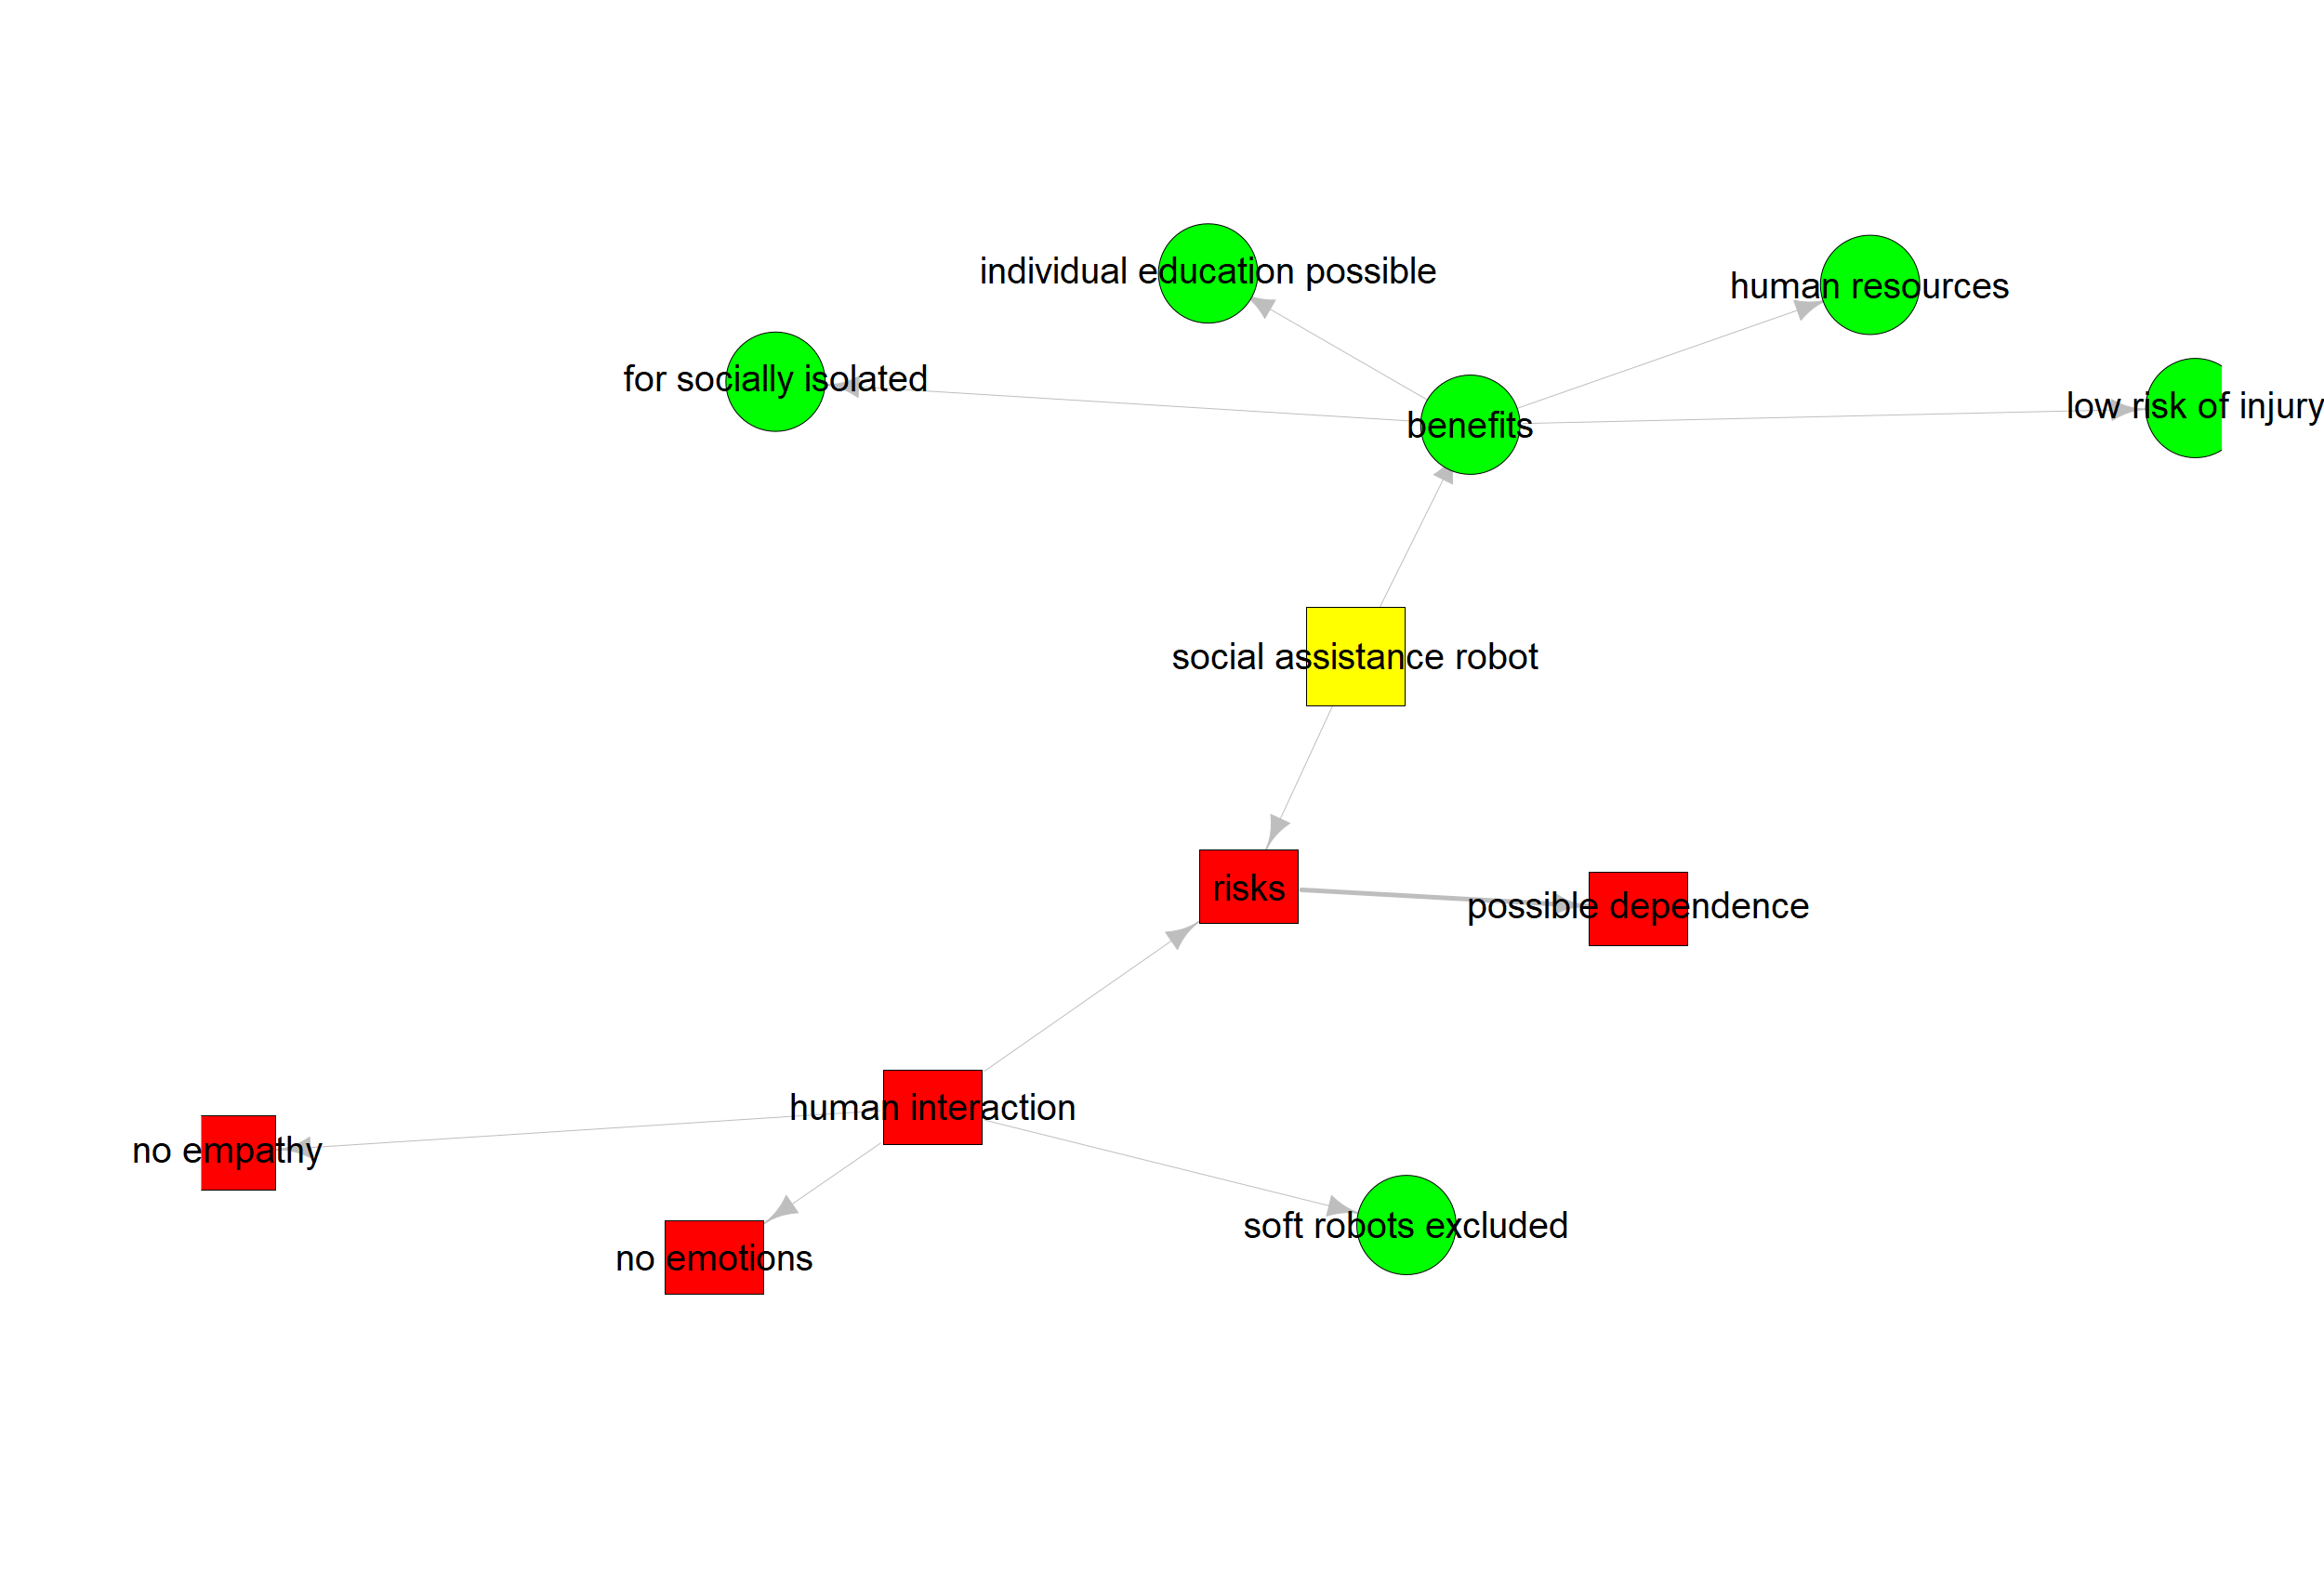 individual education possible
human resources
for socially isolated
low risk of injury
benefits
social assistance robot
risks
possible dependence
human interaction
no empathy
soft robots excluded
no emotions